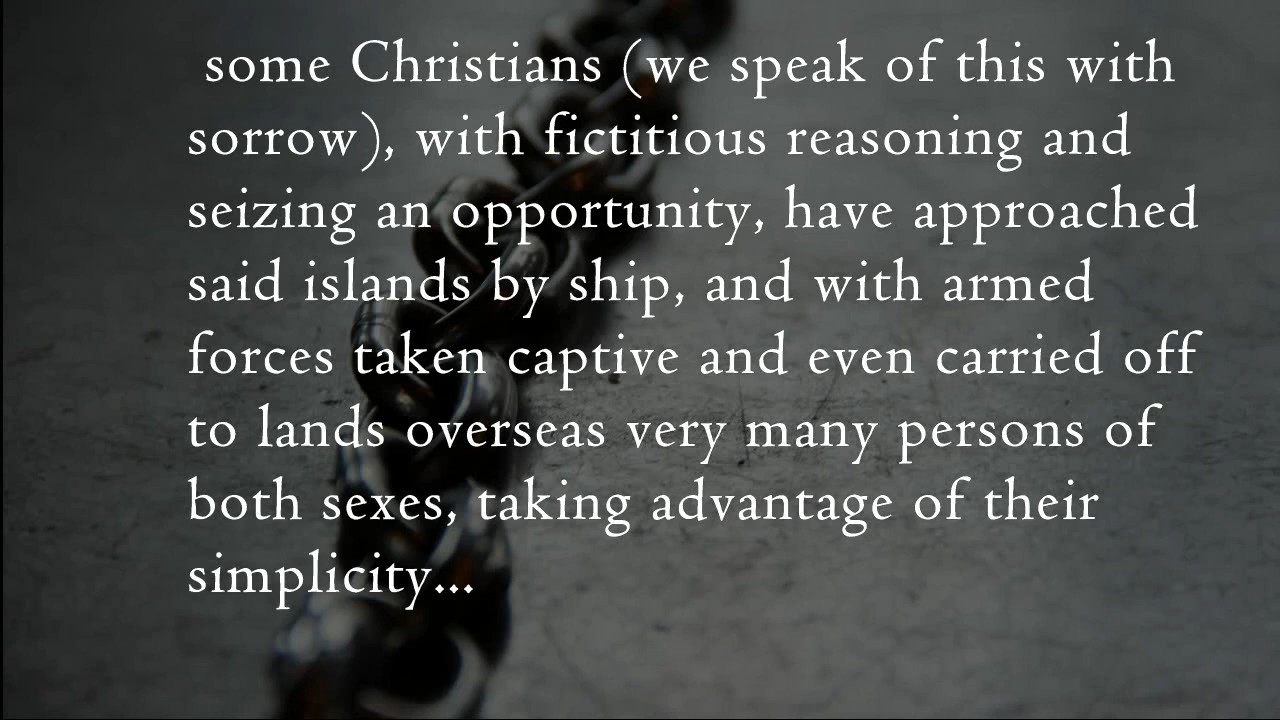 some Christians (we speak of this with
sorrow), with fictitious reasoning and
seizing an opportunity, have approached
said islands by ship, and with armed
forces taken captive and even carried off
to lands overseas very many persons of
both sexes, taking advantage of their
simplicity...